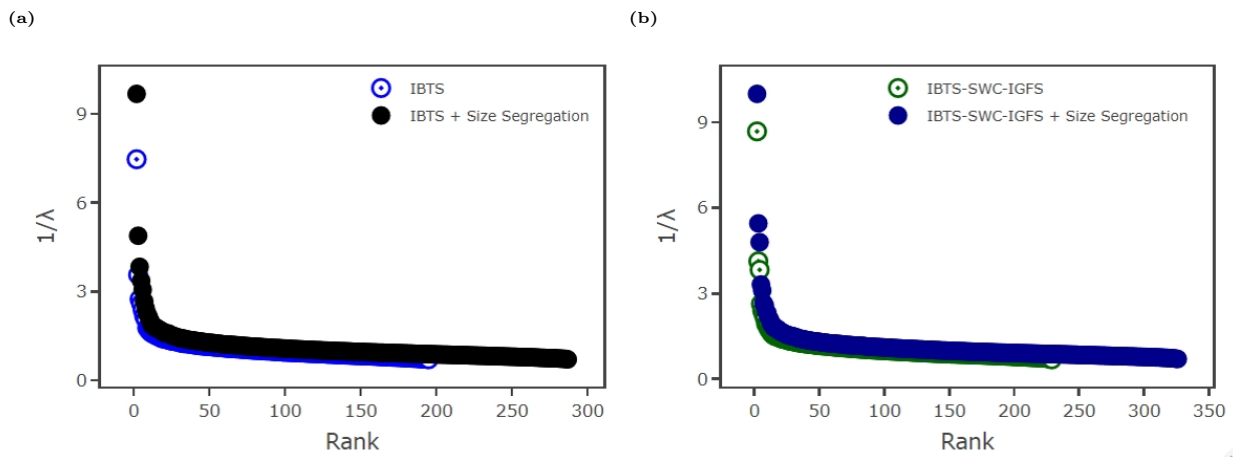 (a)
(b)
IBTS
IBTS + Size Segregation
9
6
3
0
1/λ
0 50 100 150 200 250 300
Rank
IBTS-SWC-IGFS
IBTS-SWC-IGFS + Size Segregation
9
6
3
0
1/λ
0 50 100 150 200 250 300 350
Rank